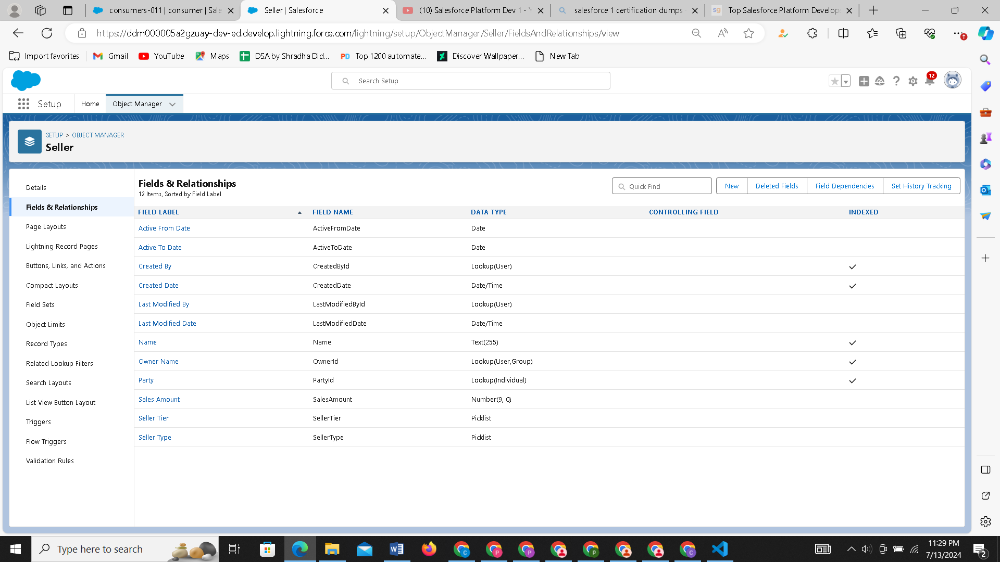 consumers-011 | consumer | Sale
Seller | Salesforce
(10) Salesforce Platform Dev 1 - Y
salesforce 1 certification dumps
sg Top Salesforce Platform Develop
https://ddm000005a2gzuay-dev-ed.develop.lightning.force.com/lightning/setup/ObjectManager/Seller/FieldsAndRelationships/view
Import favorites Gmail YouTube Maps DSA by Shradha Did... PD Top 1200 automate... Discover Wallpaper... New Tab
Search Setup
12
Setup Home Object Manager
SETUP > OBJECT MANAGER
Seller
Details
Fields & Relationships
Page Layouts
Lightning Record Pages
Buttons, Links, and Actions
Compact Layouts
Field Sets
Object Limits
Record Types
Related Lookup Filters
Search Layouts
List View Button Layout
Triggers
Flow Triggers
Validation Rules
Fields & Relationships
12 Items, Sorted by Field Label
Quick Find New Deleted Fields Field Dependencies Set History Tracking
FIELD LABEL FIELD NAME DATA TYPE CONTROLLING FIELD INDEXED
Active From Date ActiveFromDate Date
Active To Date ActiveToDate Date
Created By CreatedById Lookup(User)
Created Date CreatedDate Date/Time
Last Modified By LastModifiedById Lookup(User)
Last Modified Date LastModifiedDate Date/Time
Name Name Text(255)
Owner Name OwnerId Lookup(User,Group)
Party PartyId Lookup(Individual)
Sales Amount SalesAmount Number(9, 0)
Seller Tier SellerTier Picklist
Seller Type SellerType Picklist
Type here to search
11:29 PM
7/13/2024
2